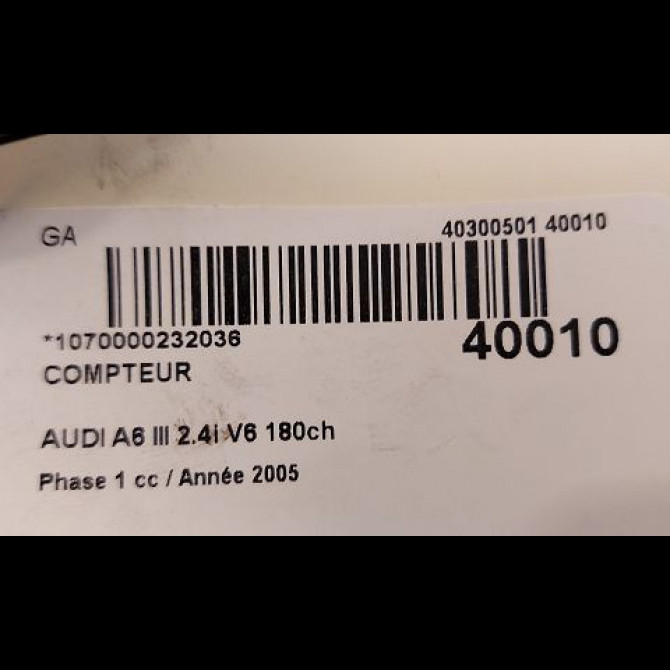 GA 40300501 40010
*1070000232036 40010
COMPTEUR
AUDI A6 III 2.4i V6 180ch
Phase 1 cc / Année 2005